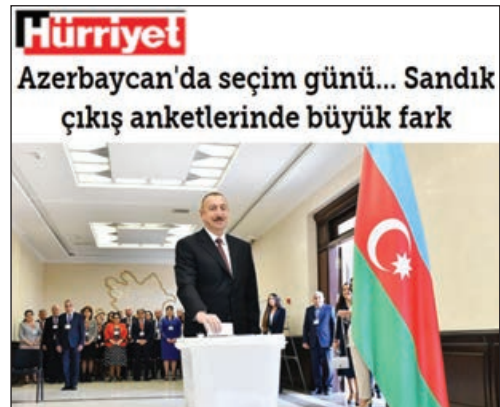 Hürriyet
Azerbaycan'da seçim günü... Sandık
çıkış anketlerinde büyük fark